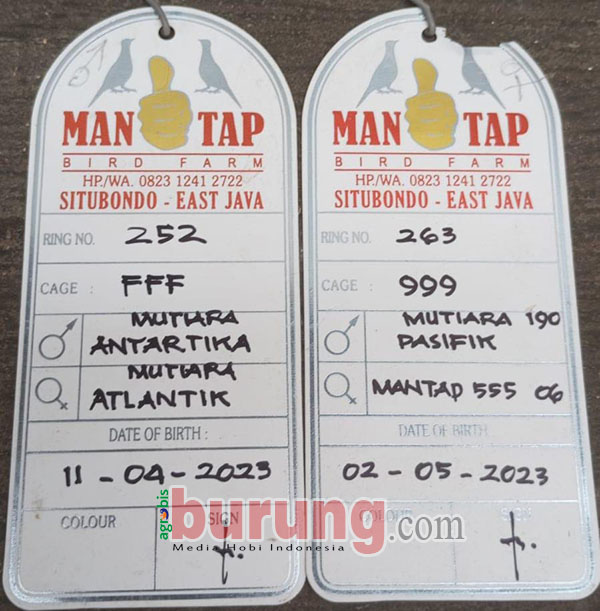 MAN TAP
BIRD FARM
HP./WA. 0823 1241 2722
SITUBONDO - EAST JAVA
RING NO. 252
CAGE : FFF
♂ MUTIARA
ANTARTIKA
♀ MUTIARA
ATLANTIK
DATE OF BIRTH :
11 - 04 - 2023
COLOUR SIGN
♂
MAN TAP
BIRD FARM
HP./WA. 0823 1241 2722
SITUBONDO - EAST JAVA
RING NO. 263
CAGE : 999
♂ MUTIARA 190
PASIFIK
♀ MANTAP 555 06
DATE OF BIRTH :
02 - 05 - 2023
COLOUR SIGN
♀
agrobis
burung.com
Media Hobi Indonesia